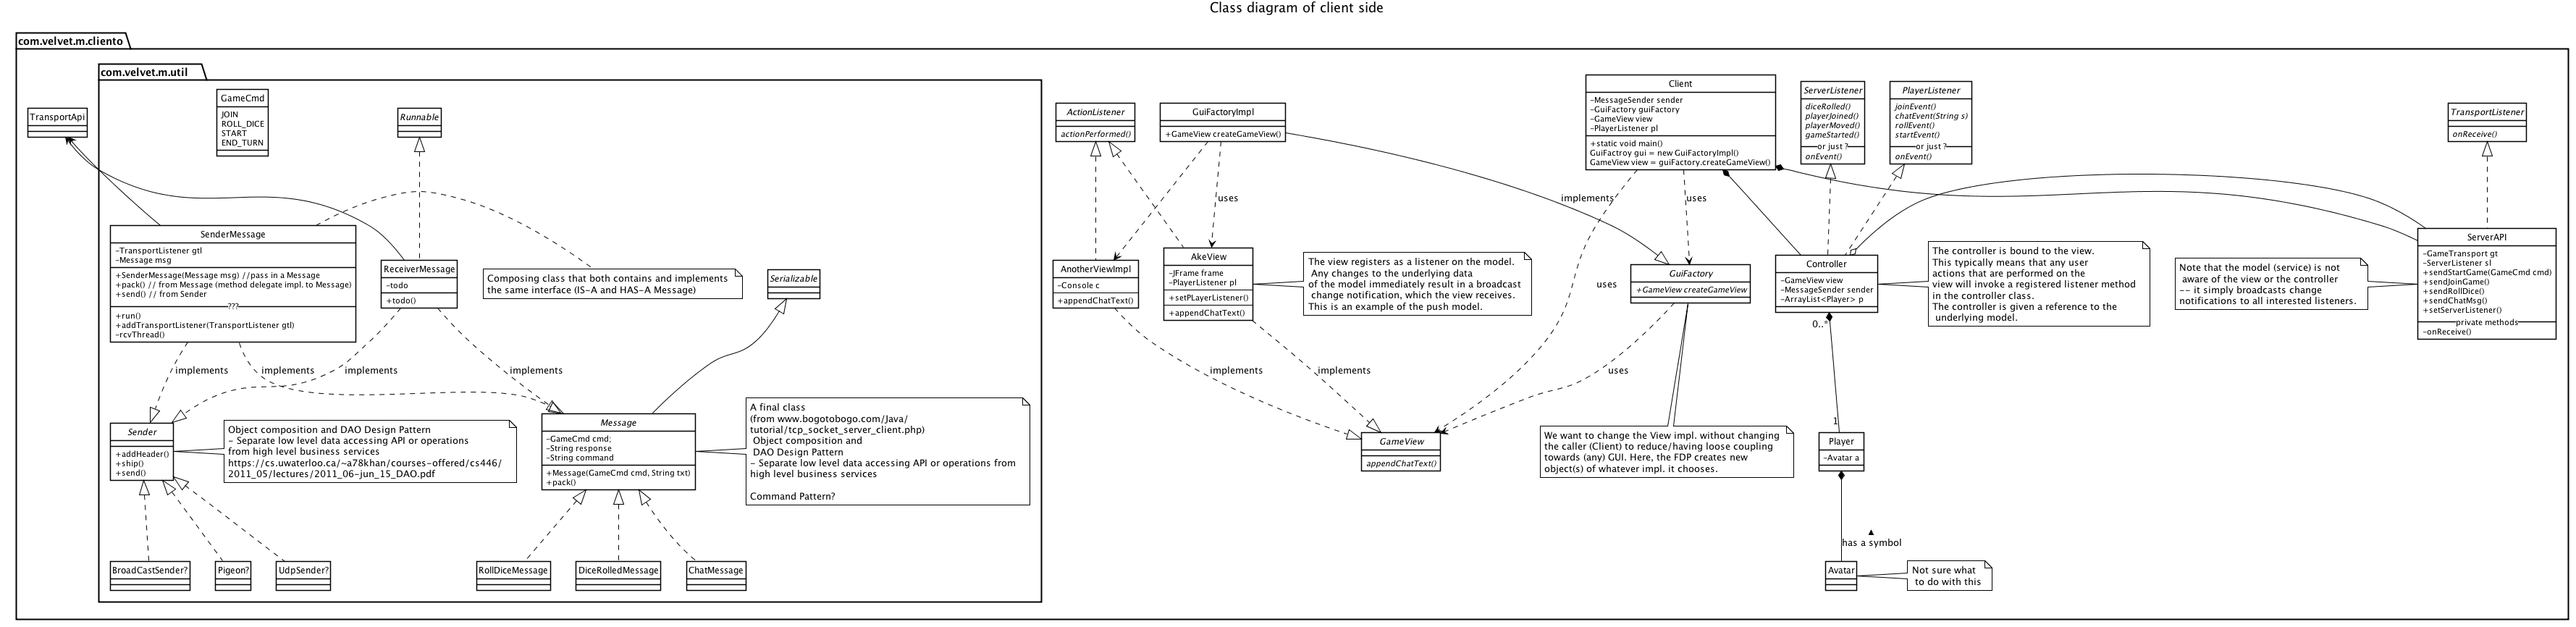 Class diagram of client side
com.velvet.m.cliento
com.velvet.m.util
TransportApi
GameCmd
JOIN
ROLL_DICE
START
END_TURN
Runnable
SenderMessage
-TransportListener gtl
-Message msg
+SenderMessage(Message msg) //pass in a Message
+pack() // from Message (method delegate impl. to Message)
+send() // from Sender
???
+run()
+addTransportListener(TransportListener gtl)
-rcvThread()
ReceiverMessage
-todo
+todo()
Composing class that both contains and implements
the same interface (IS-A and HAS-A Message)
Serializable
implements
implements
implements
implements
Sender
+addHeader()
+ship()
+send()
Object composition and DAO Design Pattern
- Separate low level data accessing API or operations
from high level business services
https://cs.uwaterloo.ca/~a78khan/courses-offered/cs446/
2011_05/lectures/2011_06-jun_15_DAO.pdf
Message
-GameCmd cmd;
-String response
-String command
+Message(GameCmd cmd, String txt)
+pack()
A final class
(from www.bogotobogo.com/Java/
tutorial/tcp_socket_server_client.php)
Object composition and
DAO Design Pattern
- Separate low level data accessing API or operations from
high level business services
Command Pattern?
BroadCastSender?
Pigeon?
UdpSender?
RollDiceMessage
DiceRolledMessage
ChatMessage
ActionListener
actionPerformed()
GuiFactoryImpl
+GameView createGameView()
uses
AnotherViewImpl
-Console c
+appendChatText()
AkeView
-JFrame frame
-PlayerListener pl
+setPLayerListener()
+appendChatText()
The view registers as a listener on the model.
Any changes to the underlying data
of the model immediately result in a broadcast
change notification, which the view receives.
This is an example of the push model.
implements
implements
GameView
appendChatText()
Client
-MessageSender sender
-GuiFactory guiFactory
-GameView view
-PlayerListener pl
+static void main()
GuiFactroy gui = new GuiFactoryImpl()
GameView view = guiFactory.createGameView()
implements
uses
uses
uses
GuiFactory
+GameView createGameView
We want to change the View impl. without changing
the caller (Client) to reduce/having loose coupling
towards (any) GUI. Here, the FDP creates new
object(s) of whatever impl. it chooses.
ServerListener
diceRolled()
playerJoined()
playerMoved()
gameStarted()
or just ?
onEvent()
PlayerListener
joinEvent()
chatEvent(String s)
rollEvent()
startEvent()
or just ?
onEvent()
Controller
-GameView view
-MessageSender sender
-ArrayList<Player> p
0..*
1
The controller is bound to the view.
This typically means that any user
actions that are performed on the
view will invoke a registered listener method
in the controller class.
The controller is given a reference to the
underlying model.
Player
-Avatar a
has a symbol
Avatar
Not sure what
to do with this
TransportListener
onReceive()
Note that the model (service) is not
aware of the view or the controller
-- it simply broadcasts change
notifications to all interested listeners.
ServerAPI
-GameTransport gt
-ServerListener sl
+sendStartGame(GameCmd cmd)
+sendJoinGame()
+sendRollDice()
+sendChatMsg()
+setServerListener()
private methods
-onReceive()